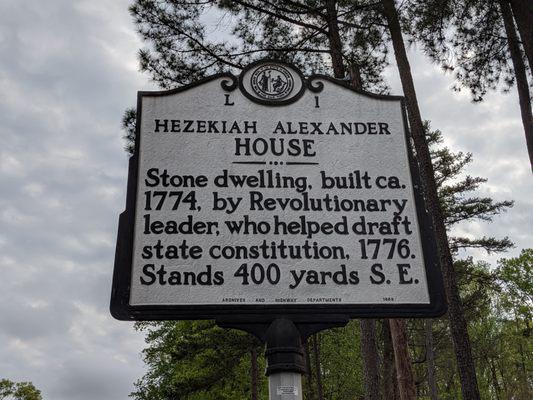 L 1
HEZEKIAH ALEXANDER
HOUSE
Stone dwelling, built ca.
1774, by Revolutionary
leader, who helped draft
state constitution, 1776.
Stands 400 yards S. E.
ARCHIVES AND HIGHWAY DEPARTMENTS